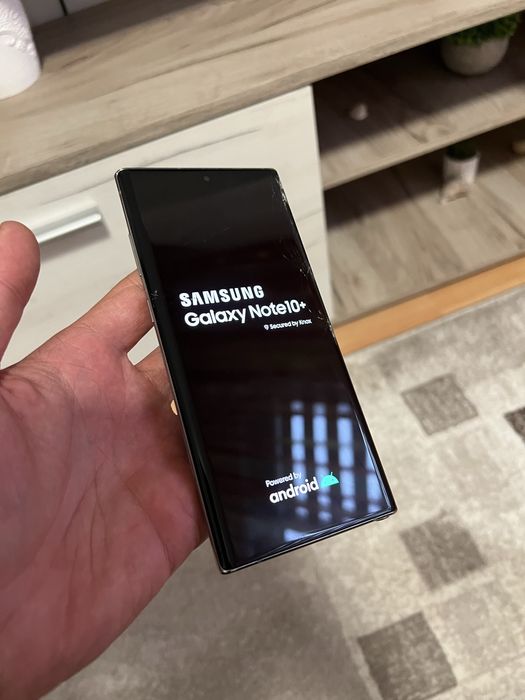 SAMSUNG
Galaxy Note10+
Secured by Knox
Powered by
android